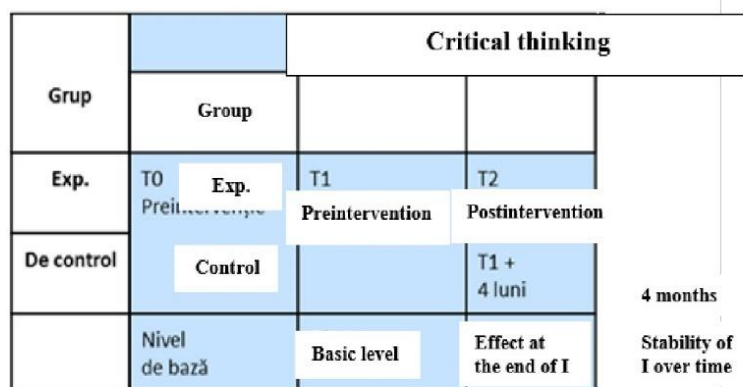 Critical thinking
Grup
Group
Exp.
T0
Exp.
T1
T2
Preintervention
Postintervention
De control
Control
T1 +
4 luni
4 months
Nivel
de bază
Basic level
Effect at
the end of I
Stability of
I over time